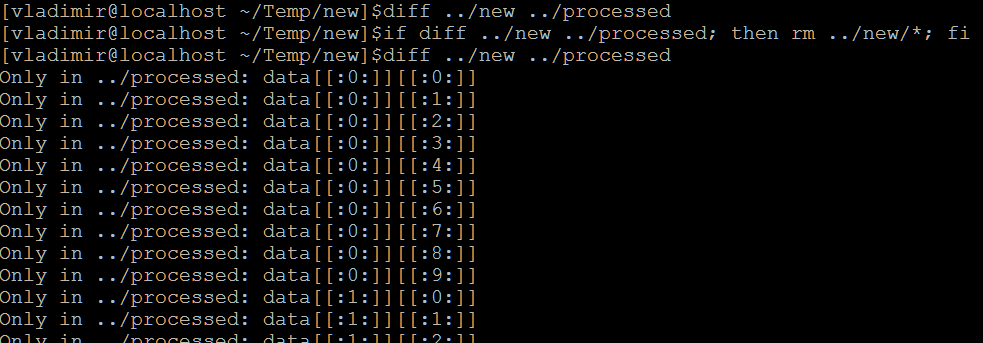 [vladimir@localhost ~/Temp/new]$diff ../new ../processed
[vladimir@localhost ~/Temp/new]$if diff ../new ../processed; then rm ../new/*; fi
[vladimir@localhost ~/Temp/new]$diff ../new ../processed
Only in ../processed: data[[:0:]][[:0:]]
Only in ../processed: data[[:0:]][[:1:]]
Only in ../processed: data[[:0:]][[:2:]]
Only in ../processed: data[[:0:]][[:3:]]
Only in ../processed: data[[:0:]][[:4:]]
Only in ../processed: data[[:0:]][[:5:]]
Only in ../processed: data[[:0:]][[:6:]]
Only in ../processed: data[[:0:]][[:7:]]
Only in ../processed: data[[:0:]][[:8:]]
Only in ../processed: data[[:0:]][[:9:]]
Only in ../processed: data[[:1:]][[:0:]]
Only in ../processed: data[[:1:]][[:1:]]
Only in ../processed: data[[:1:]][[:2:]]